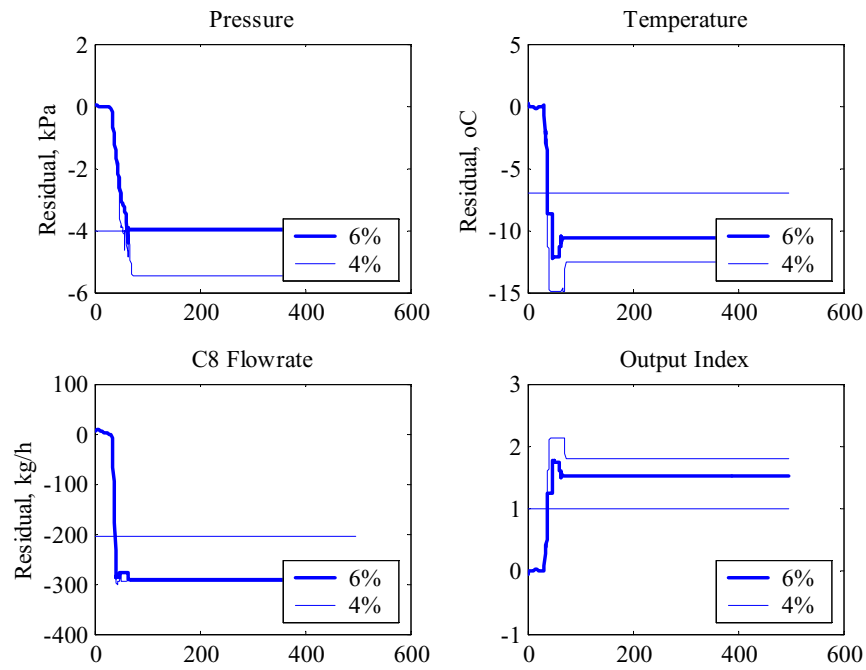 Pressure
Residual, kPa
2
0
-2
-4
-6
0 200 400 600
6%
4%
Temperature
Residual, oC
5
0
-5
-10
-15
0 200 400 600
6%
4%
C8 Flowrate
Residual, kg/h
100
0
-100
-200
-300
-400
0 200 400 600
6%
4%
Output Index
3
2
1
0
-1
0 200 400 600
6%
4%